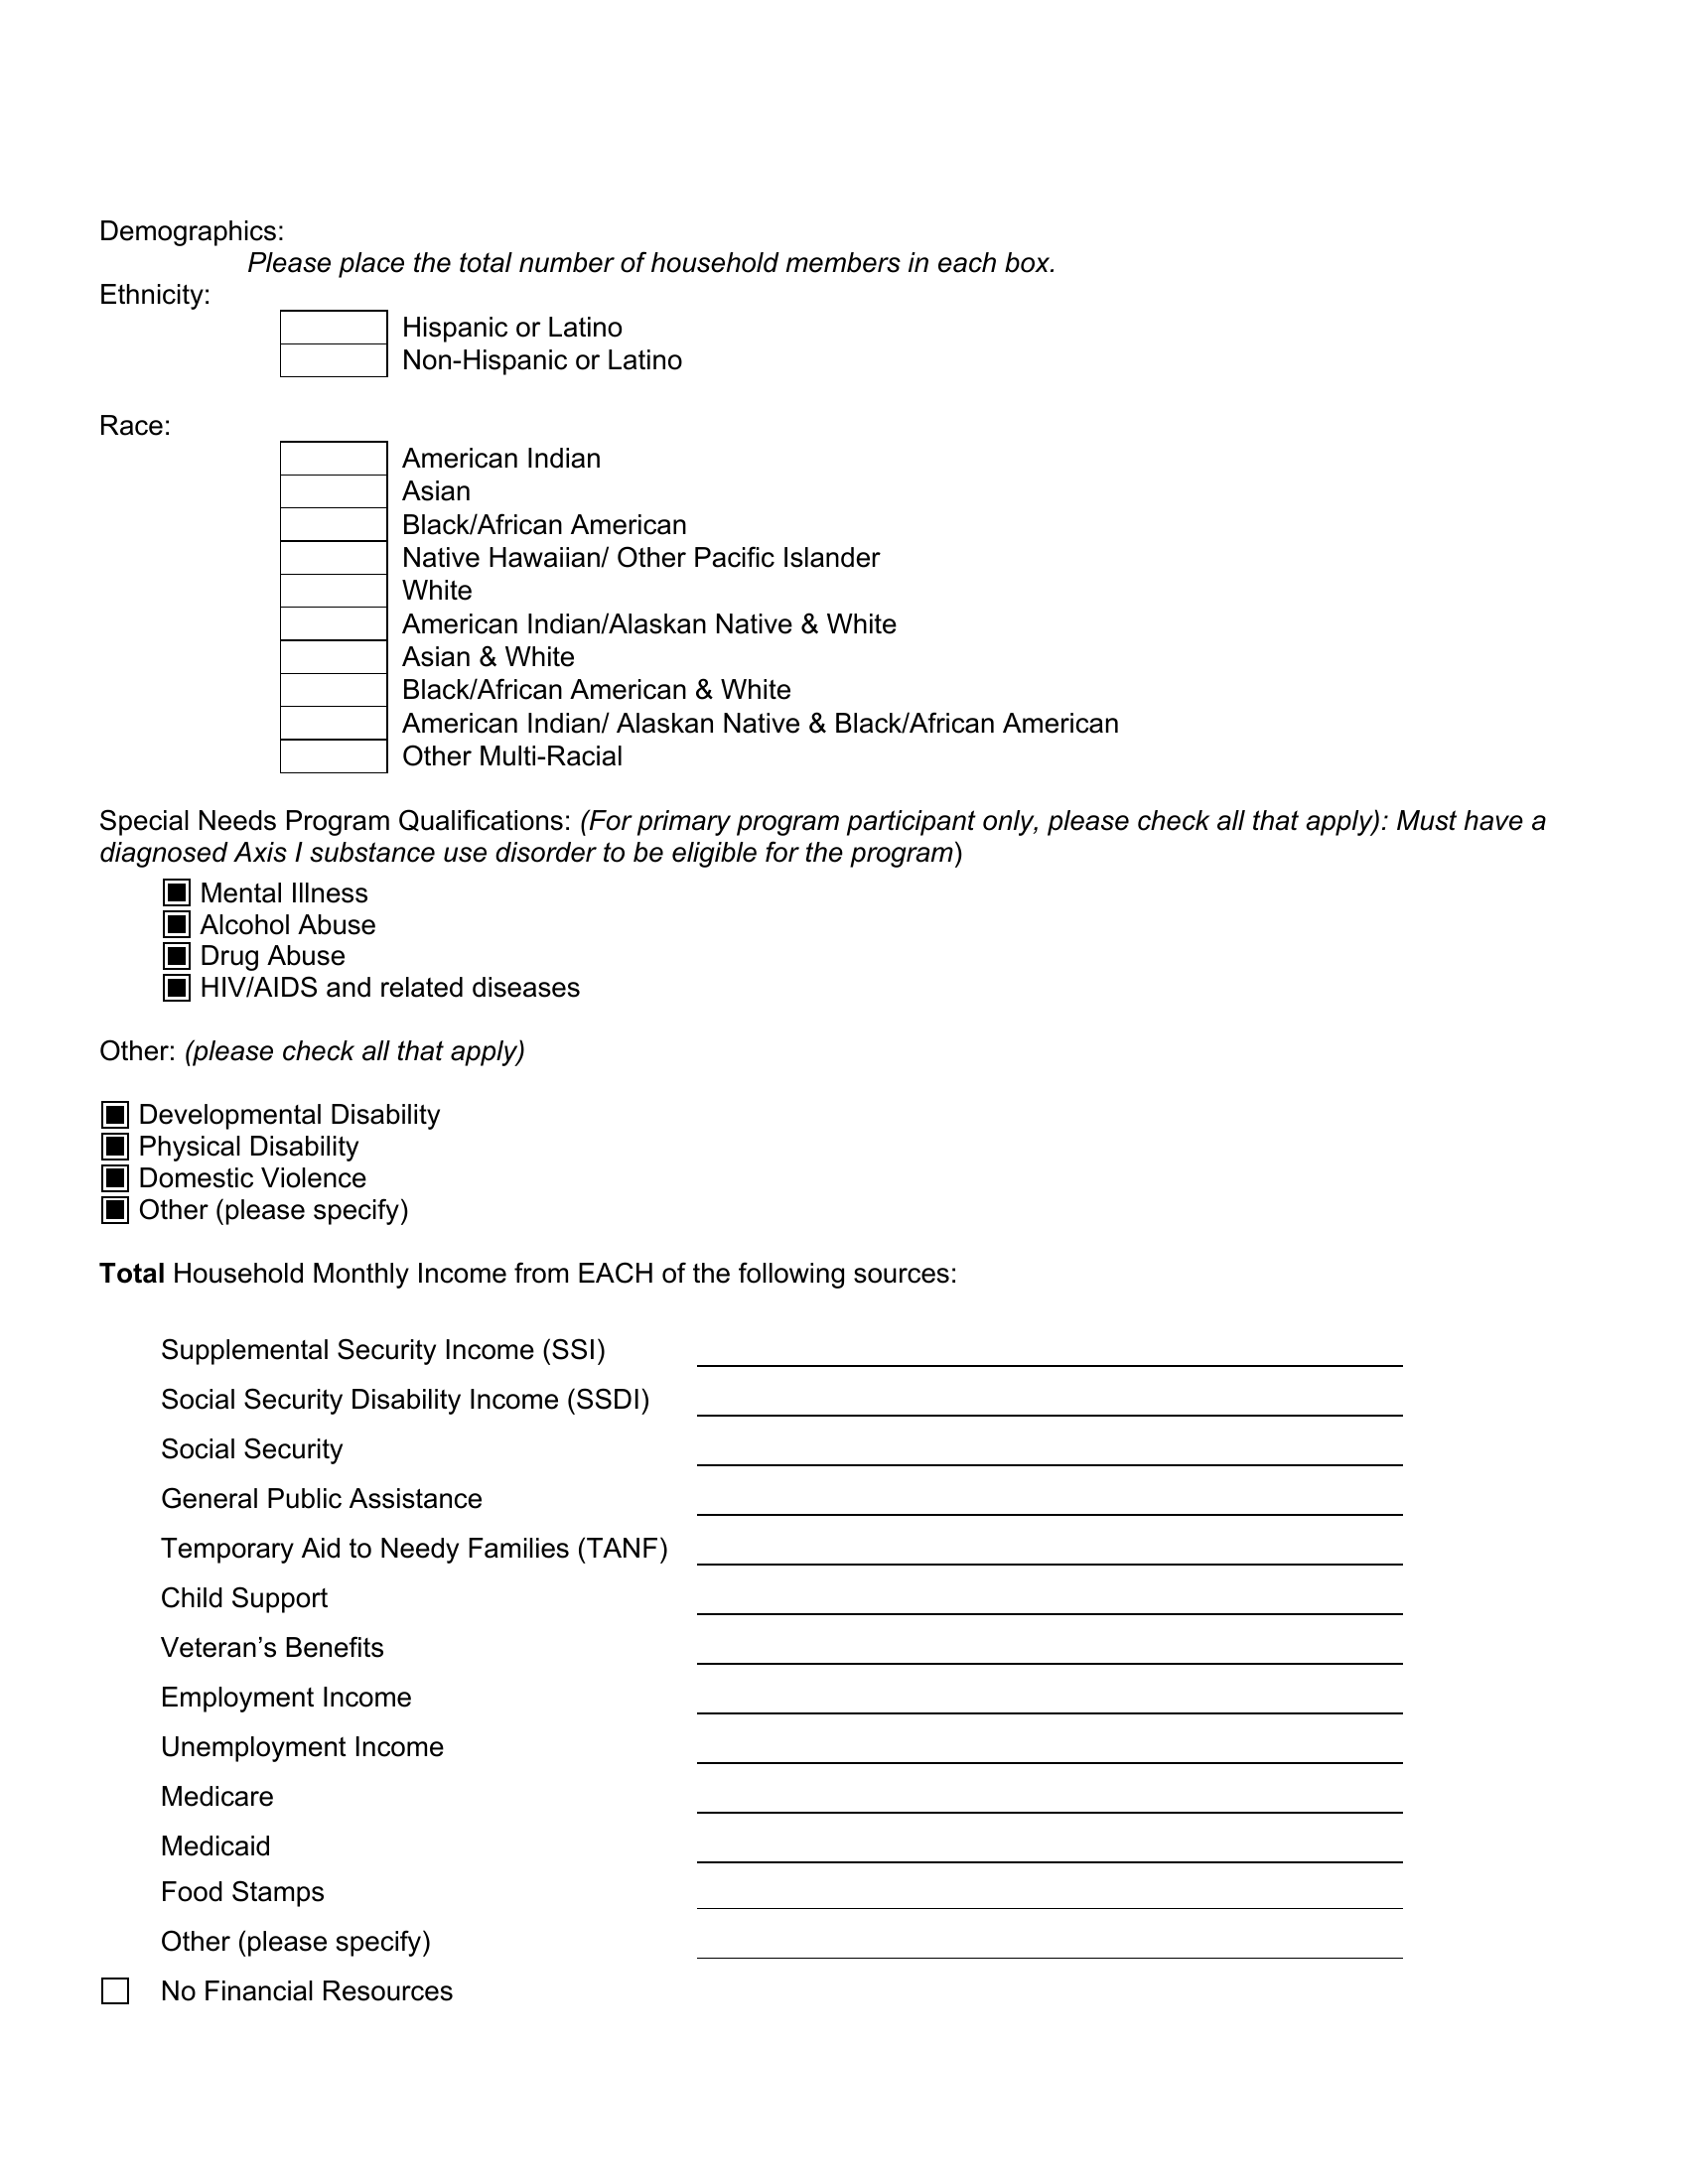 Demographics:
Please place the total number of household members in each box.
Ethnicity:
Hispanic or Latino
Non-Hispanic or Latino
Race:
American Indian
Asian
Black/African American
Native Hawaiian/ Other Pacific Islander
White
American Indian/Alaskan Native & White
Asian & White
Black/African American & White
American Indian/ Alaskan Native & Black/African American
Other Multi-Racial
Special Needs Program Qualifications: (For primary program participant only, please check all that apply): Must have a
diagnosed Axis I substance use disorder to be eligible for the program)
Mental Illness
Alcohol Abuse
Drug Abuse
HIV/AIDS and related diseases
Other: (please check all that apply)
Developmental Disability
Physical Disability
Domestic Violence
Other (please specify)
Total Household Monthly Income from EACH of the following sources:
Supplemental Security Income (SSI)
Social Security Disability Income (SSDI)
Social Security
General Public Assistance
Temporary Aid to Needy Families (TANF)
Child Support
Veteran’s Benefits
Employment Income
Unemployment Income
Medicare
Medicaid
Food Stamps
Other (please specify)
No Financial Resources